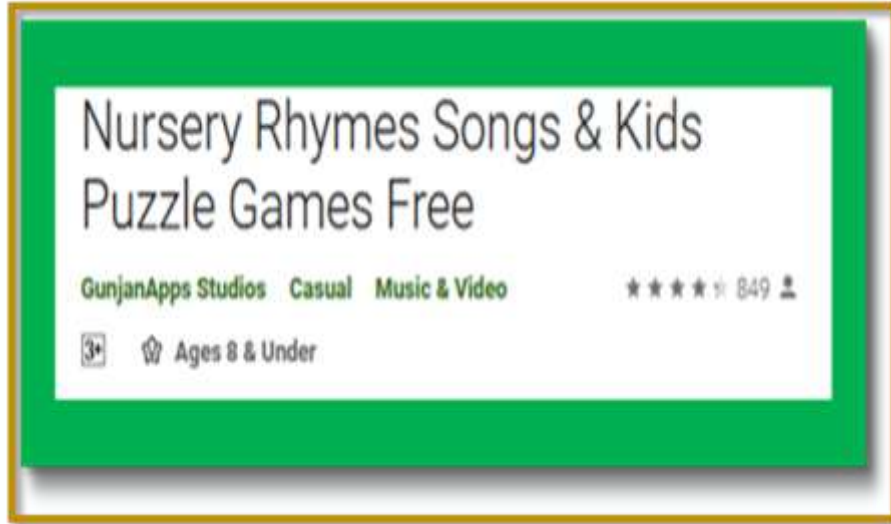 Nursery Rhymes Songs & Kids
Puzzle Games Free
GunjanApps Studios Casual Music & Video 849
3+ Ages 8 & Under